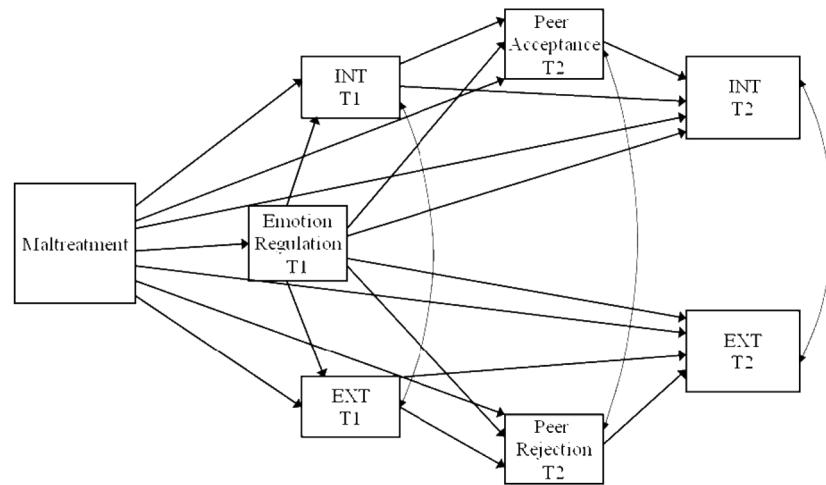 Peer
Acceptance
T2
INT
T1
INT
T2
Maltreatment
Emotion
Regulation
T1
EXT
T2
EXT
T1
Peer
Rejection
T2